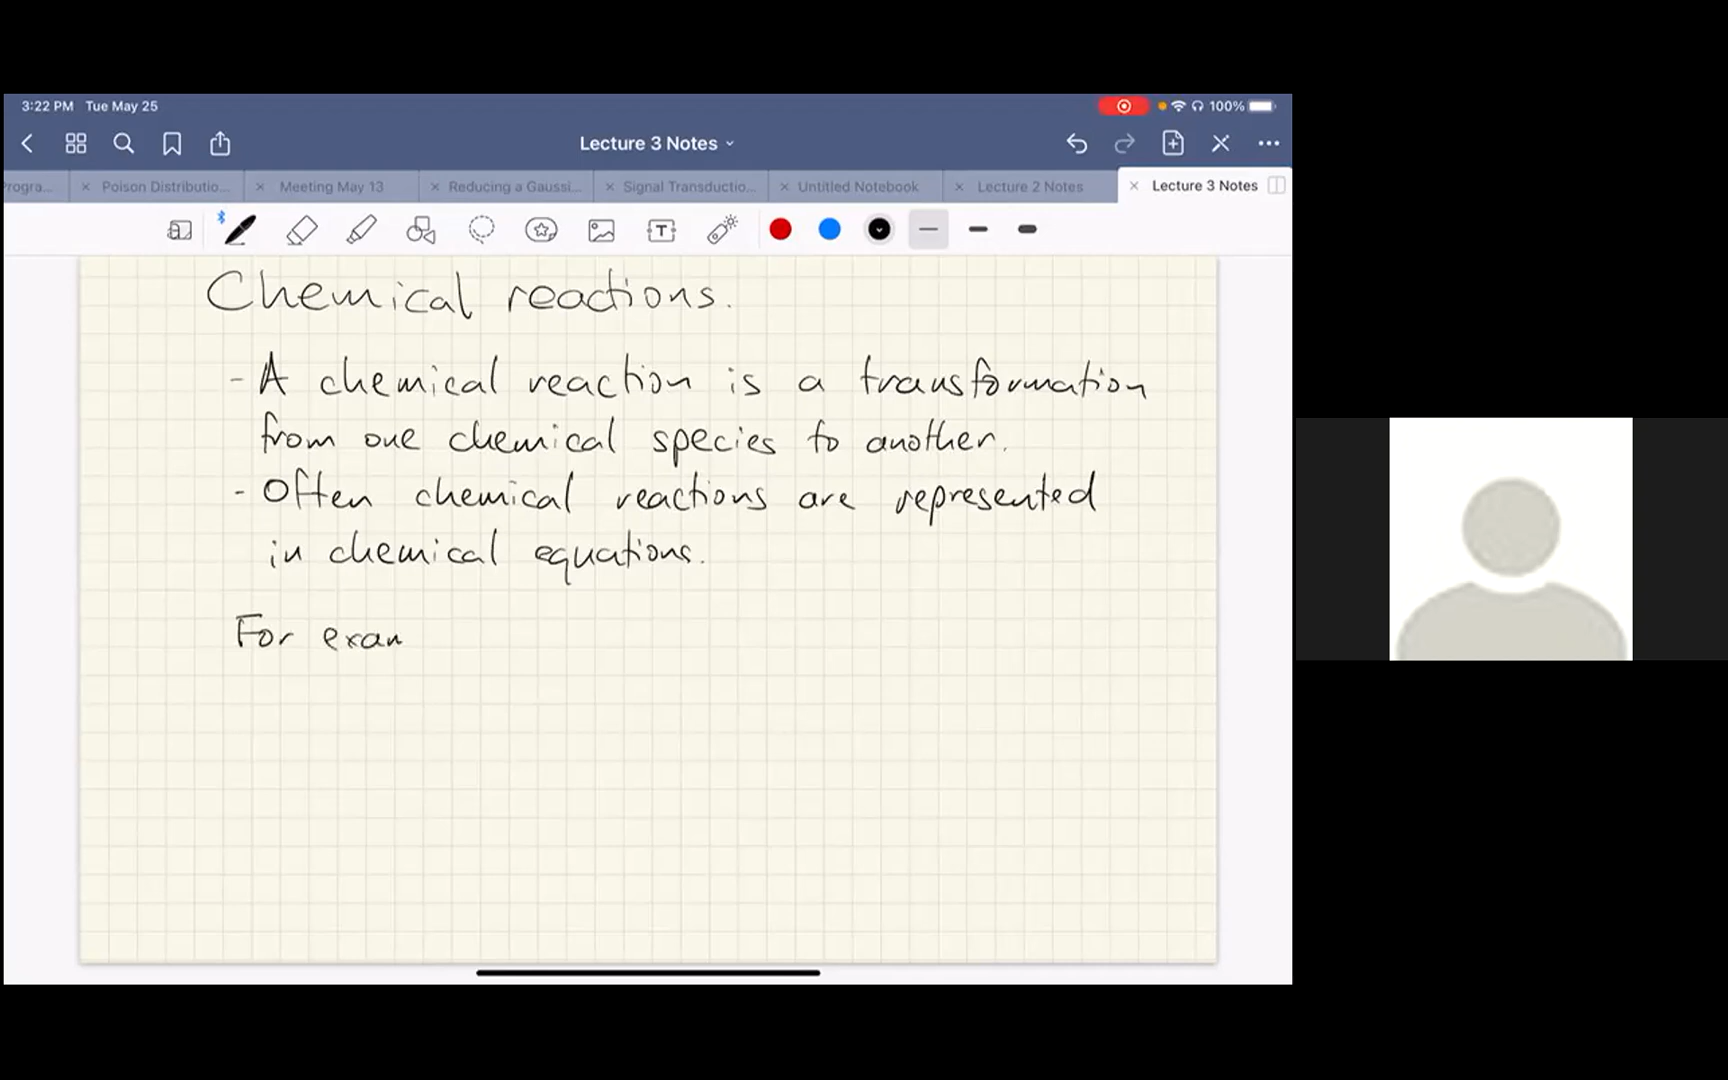 3:22 PM Tue May 25
100%
Lecture 3 Notes
Progra...
Poison Distributio...
Meeting May 13
Reducing a Gaussi...
Signal Transductio...
Untitled Notebook
Lecture 2 Notes
Lecture 3 Notes
T
Chemical reactions.
- A chemical reaction is a transformation
from one chemical species to another.
- Often chemical reactions are represented
in chemical equations.
For exam